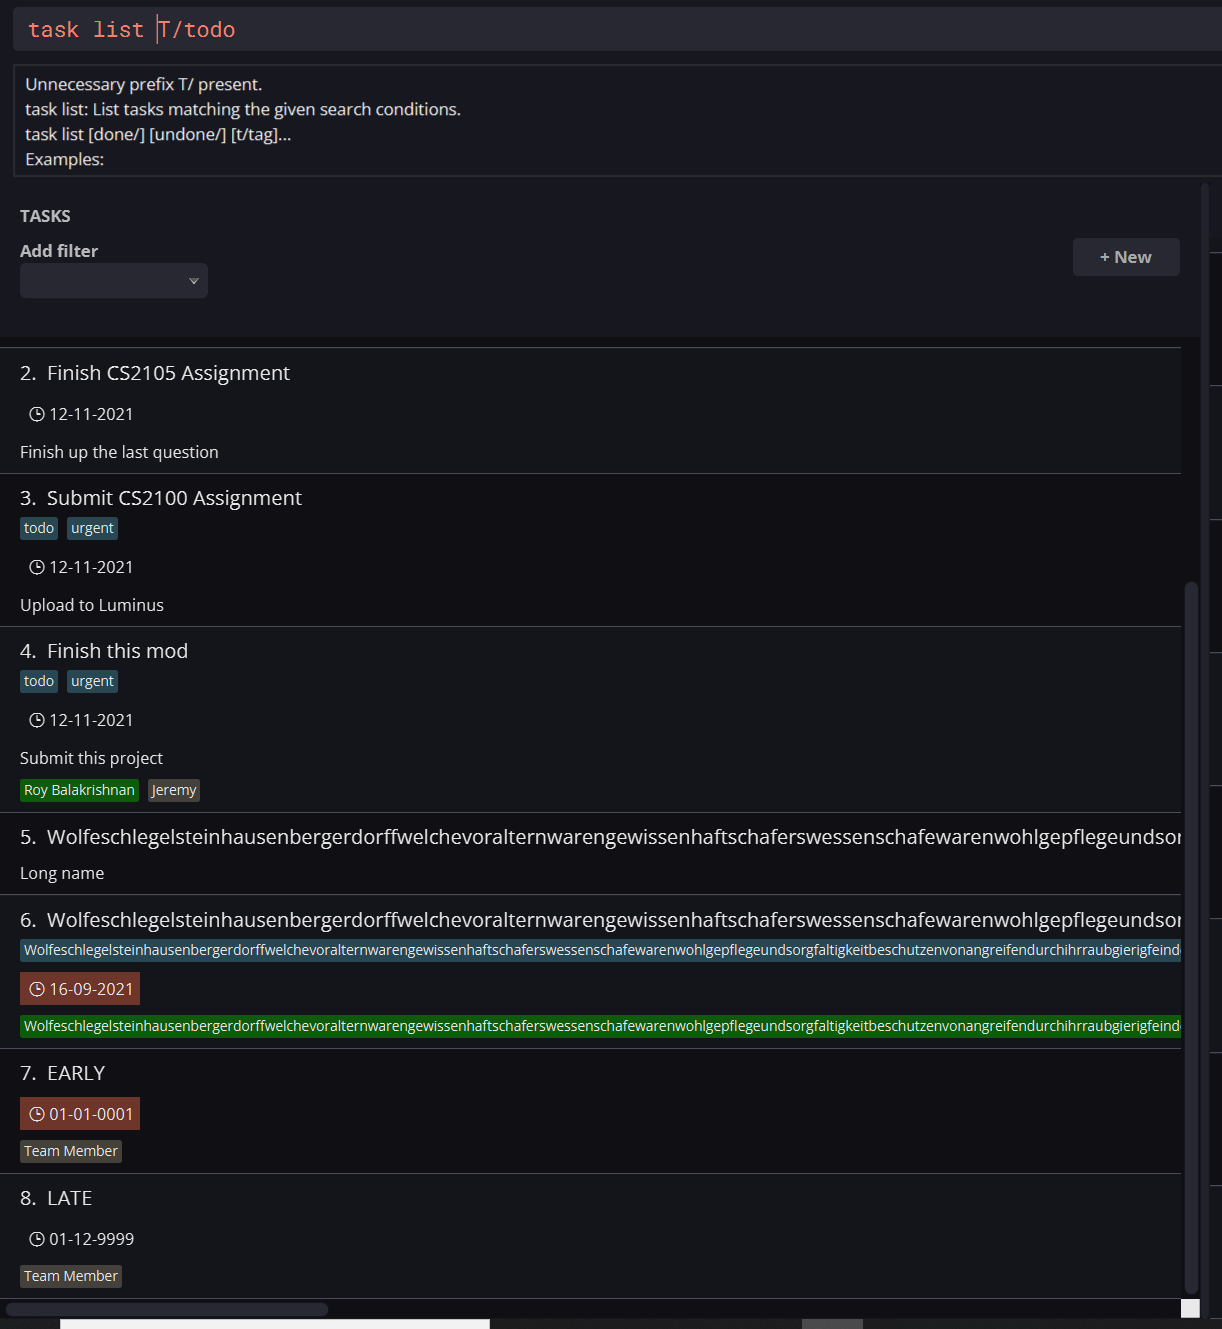 task list T/todo
Unnecessary prefix T/ present.
task list: List tasks matching the given search conditions.
task list [done/] [undone/] [t/tag]...
Examples:
TASKS
Add filter
+ New
2. Finish CS2105 Assignment
12-11-2021
Finish up the last question
3. Submit CS2100 Assignment
todo urgent
12-11-2021
Upload to Luminus
4. Finish this mod
todo urgent
12-11-2021
Submit this project
Roy Balakrishnan Jeremy
5. Wolfeschlegelsteinhausenbergerdorffwelchevoralternwarengewissenhaftschaferswessenschafewarenwohlgepflegeundsor
Long name
6. Wolfeschlegelsteinhausenbergerdorffwelchevoralternwarengewissenhaftschaferswessenschafewarenwohlgepflegeundsor
Wolfeschlegelsteinhausenbergerdorffwelchevoralternwarengewissenhaftschaferswessenschafewarenwohlgepflegeundsorgfaltigkeitbeschutzenvonangreifendurchihrraubgierigfeind
16-09-2021
Wolfeschlegelsteinhausenbergerdorffwelchevoralternwarengewissenhaftschaferswessenschafewarenwohlgepflegeundsorgfaltigkeitbeschutzenvonangreifendurchihrraubgierigfeind
7. EARLY
01-01-0001
Team Member
8. LATE
01-12-9999
Team Member